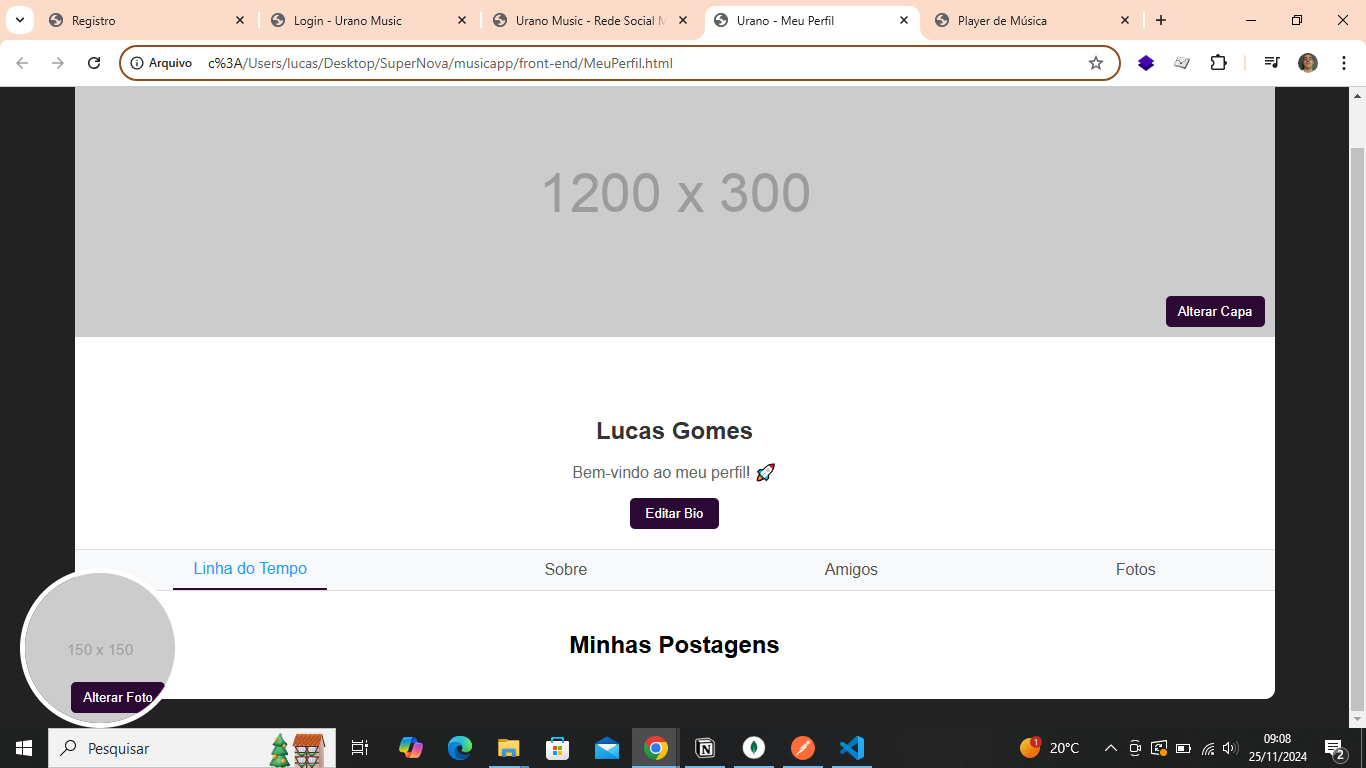 Registro
Login - Urano Music
Urano Music - Rede Social M
Urano - Meu Perfil
Player de Música
Arquivo
c%3A/Users/lucas/Desktop/SuperNova/musicapp/front-end/MeuPerfil.html
1200 x 300
Alterar Capa
Lucas Gomes
Bem-vindo ao meu perfil! 🚀
Editar Bio
Linha do Tempo
Sobre
Amigos
Fotos
Minhas Postagens
150 x 150
Alterar Foto
Pesquisar
1
20°C
09:08
25/11/2024
2